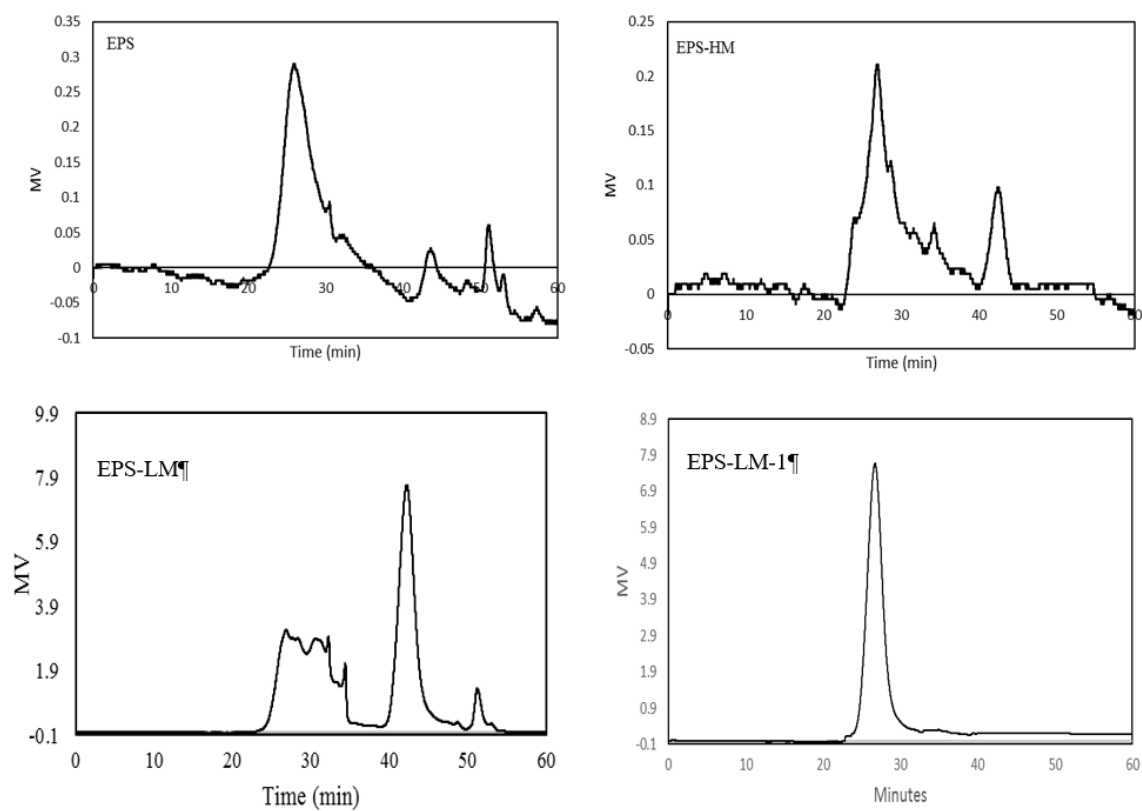 EPS
0.35
0.3
0.25
0.2
0.15
0.1
0.05
0
-0.05
-0.1
MV
0 10 20 30 40 50 60
Time (min)
EPS-HM
0.25
0.2
0.15
0.1
0.05
0
-0.05
MV
0 10 20 30 40 50 60
Time (min)
EPS-LM¶
9.9
7.9
5.9
3.9
1.9
-0.1
MV
0 10 20 30 40 50 60
Time (min)
EPS-LM-1¶
8.9
7.9
6.9
5.9
4.9
3.9
2.9
1.9
0.9
-0.1
MV
0 10 20 30 40 50 60
Minutes